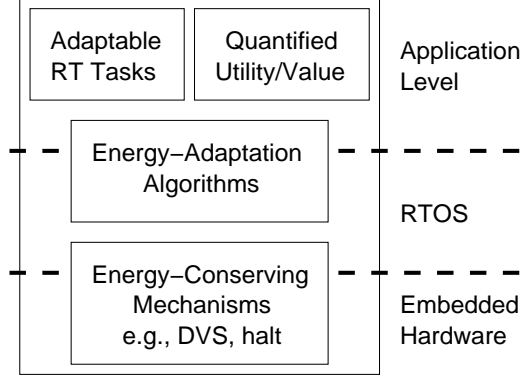 Adaptable
RT Tasks
Quantified
Utility/Value
Application
Level
Energy−Adaptation
Algorithms
RTOS
Energy−Conserving
Mechanisms
e.g., DVS, halt
Embedded
Hardware